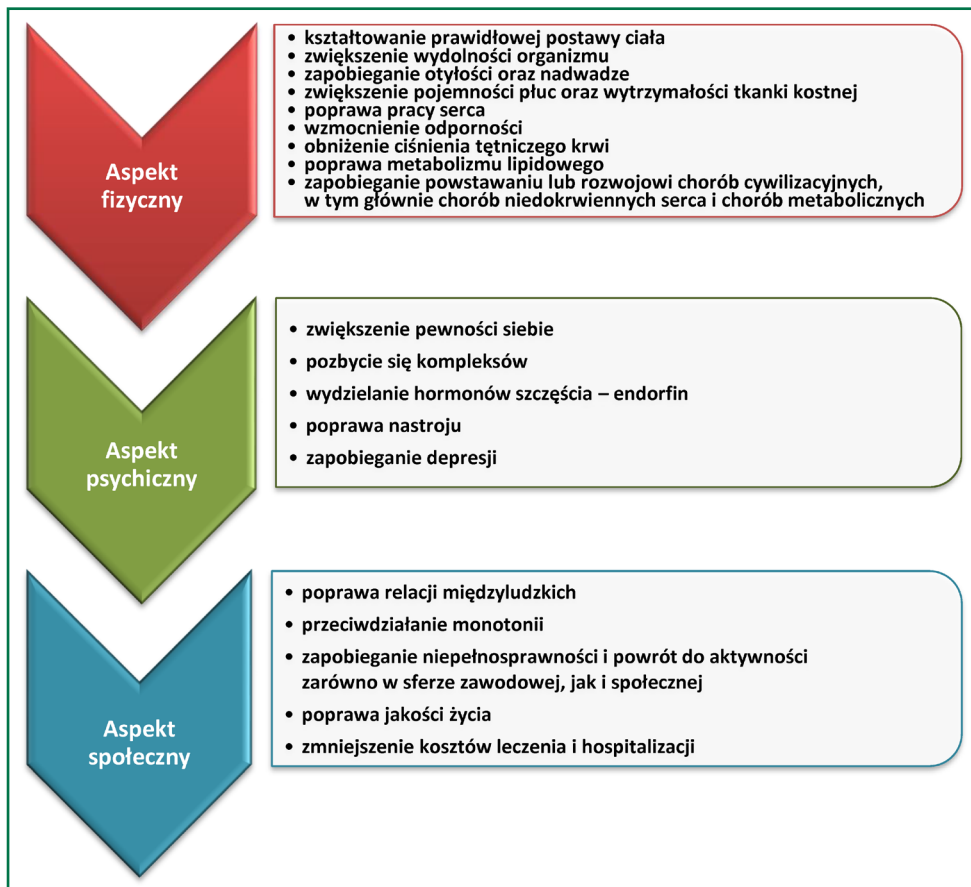 Aspekt
fizyczny
• kształtowanie prawidłowej postawy ciała
• zwiększenie wydolności organizmu
• zapobieganie otyłości oraz nadwadze
• zwiększenie pojemności płuc oraz wytrzymałości tkanki kostnej
• poprawa pracy serca
• wzmocnienie odporności
• obniżenie ciśnienia tętniczego krwi
• poprawa metabolizmu lipidowego
• zapobieganie powstawaniu lub rozwojowi chorób cywilizacyjnych,
w tym głównie chorób niedokrwiennych serca i chorób metabolicznych
Aspekt
psychiczny
• zwiększenie pewności siebie
• pozbycie się kompleksów
• wydzielanie hormonów szczęścia – endorfin
• poprawa nastroju
• zapobieganie depresji
Aspekt
społeczny
• poprawa relacji międzyludzkich
• przeciwdziałanie monotonii
• zapobieganie niepełnosprawności i powrót do aktywności
zarówno w sferze zawodowej, jak i społecznej
• poprawa jakości życia
• zmniejszenie kosztów leczenia i hospitalizacji